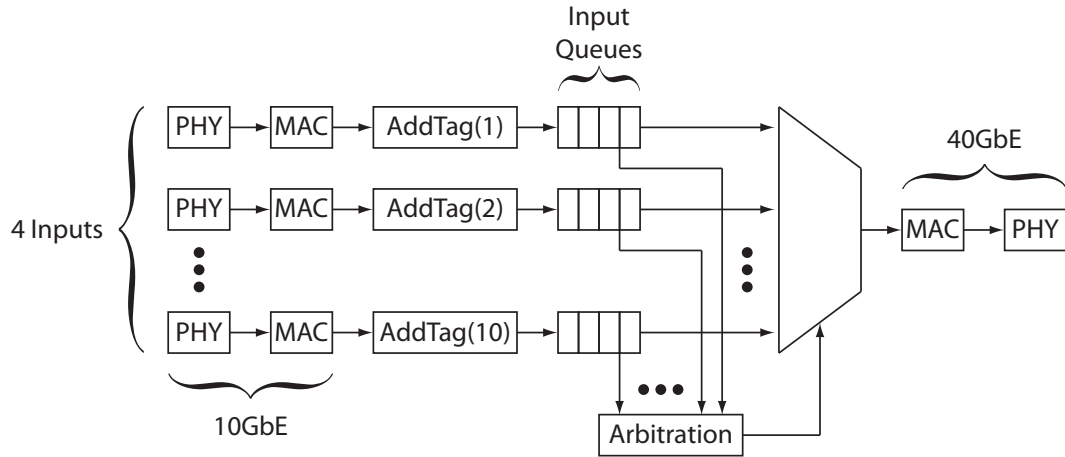 Input
Queues
PHY MAC AddTag(1)
40GbE
PHY MAC AddTag(2)
4 Inputs
MAC PHY
PHY MAC AddTag(10)
10GbE
Arbitration